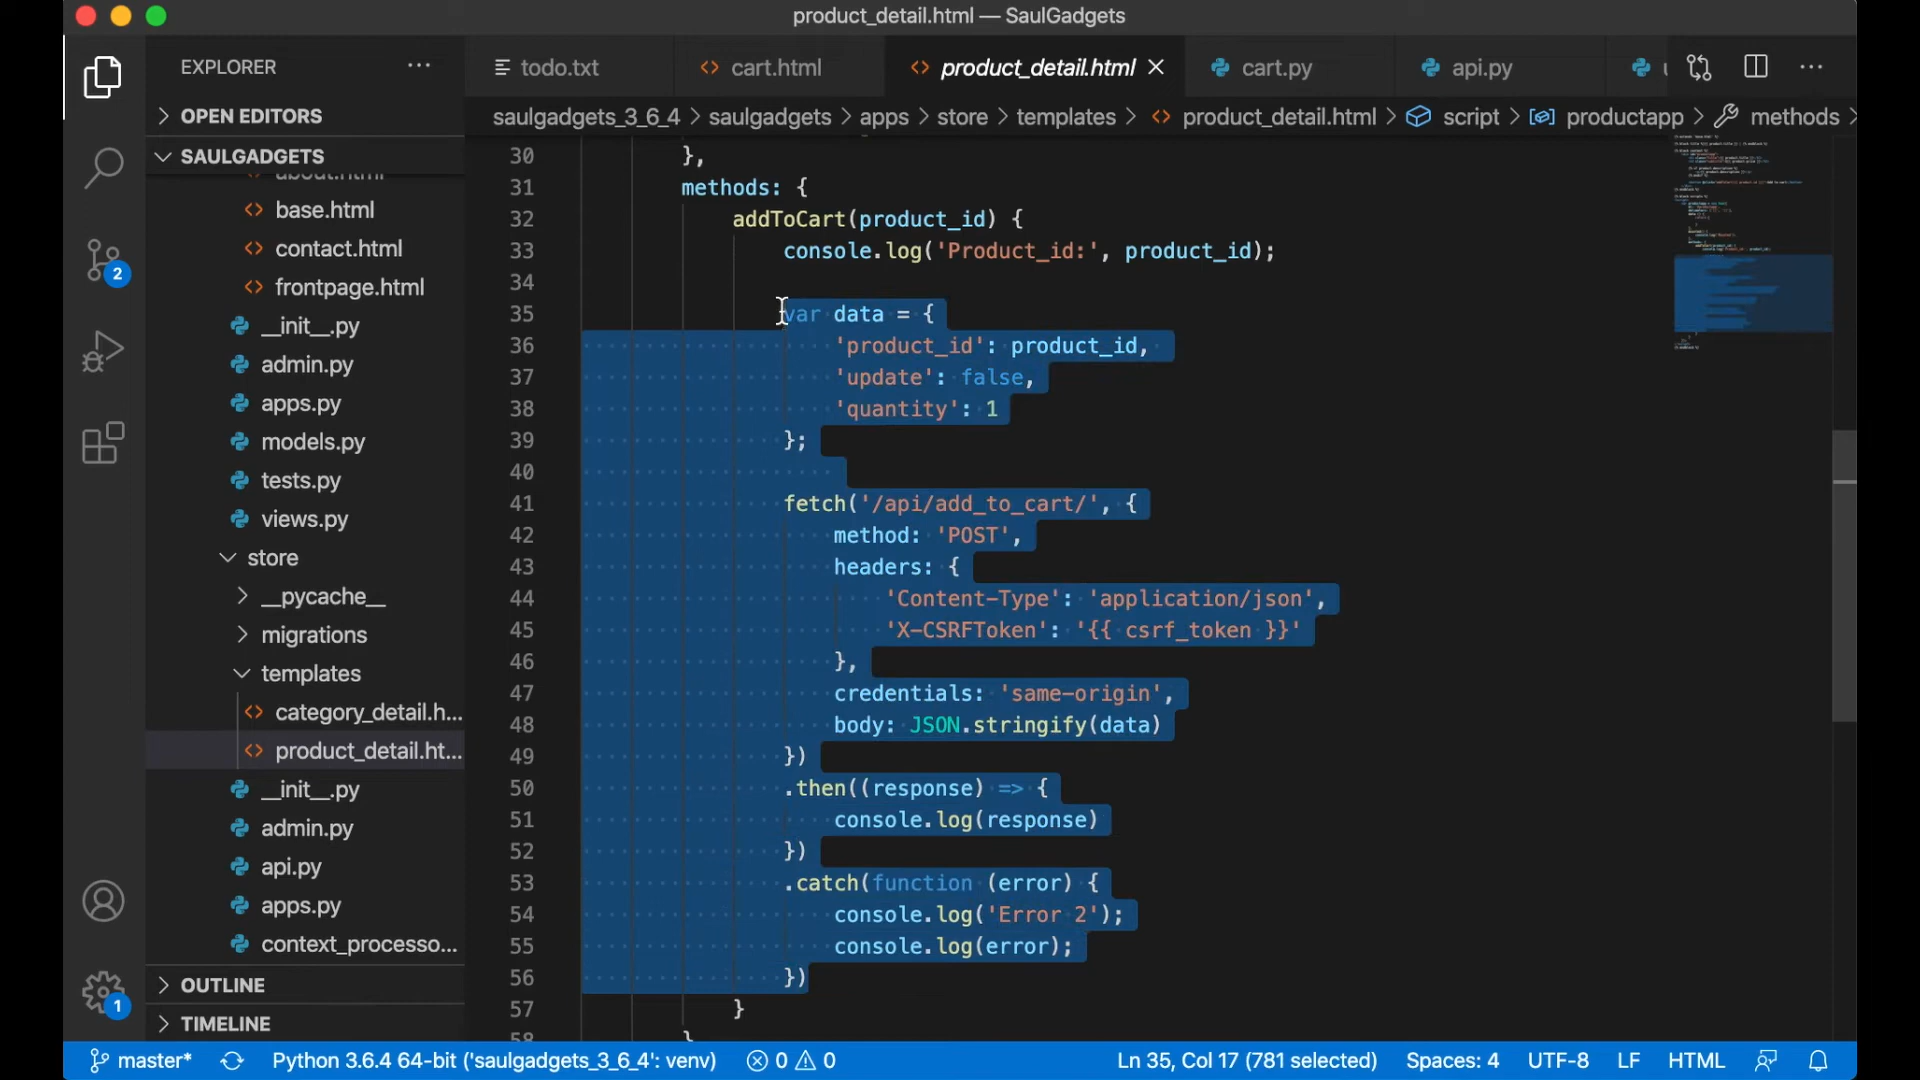 product_detail.html — SaulGadgets
EXPLORER
todo.txt
cart.html
product_detail.html
cart.py
api.py
OPEN EDITORS
saulgadgets_3_6_4 > saulgadgets > apps > store > templates > product_detail.html > script > productapp > methods >
SAULGADGETS
about.html
base.html
contact.html
frontpage.html
__init__.py
admin.py
apps.py
models.py
tests.py
views.py
store
__pycache__
migrations
templates
category_detail.h...
product_detail.ht...
__init__.py
admin.py
api.py
apps.py
context_processo...
OUTLINE
TIMELINE
2
1
30 },
31 methods: {
32 addToCart(product_id) {
33 console.log('Product_id:', product_id);
34
35 var data = {
36 'product_id': product_id,
37 'update': false,
38 'quantity': 1
39 };
40
41 fetch('/api/add_to_cart/', {
42 method: 'POST',
43 headers: {
44 'Content-Type': 'application/json',
45 'X-CSRFToken': '{{ csrf_token }}'
46 },
47 credentials: 'same-origin',
48 body: JSON.stringify(data)
49 })
50 .then((response) => {
51 console.log(response)
52 })
53 .catch(function (error) {
54 console.log('Error 2');
55 console.log(error);
56 })
57 }
58 }
master* Python 3.6.4 64-bit ('saulgadgets_3_6_4': venv) 0 0 Ln 35, Col 17 (781 selected) Spaces: 4 UTF-8 LF HTML